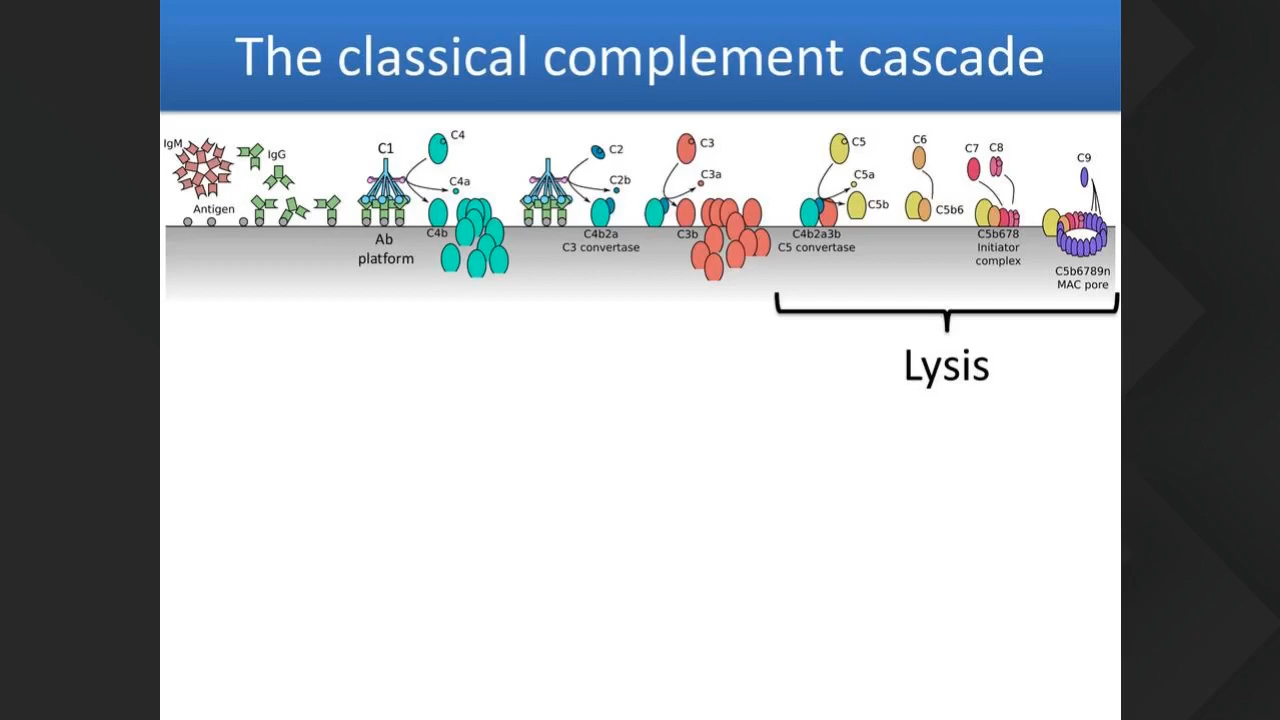 The classical complement cascade
IgM
IgG
Antigen
C1
Ab
platform
C4
C4a
C4b
C2
C2b
C4b2a
C3 convertase
C3
C3a
C3b
C5
C5a
C5b
C4b2a3b
C5 convertase
C6
C5b6
C7 C8
C5b678
Initiator
complex
C9
C5b6789n
MAC pore
Lysis